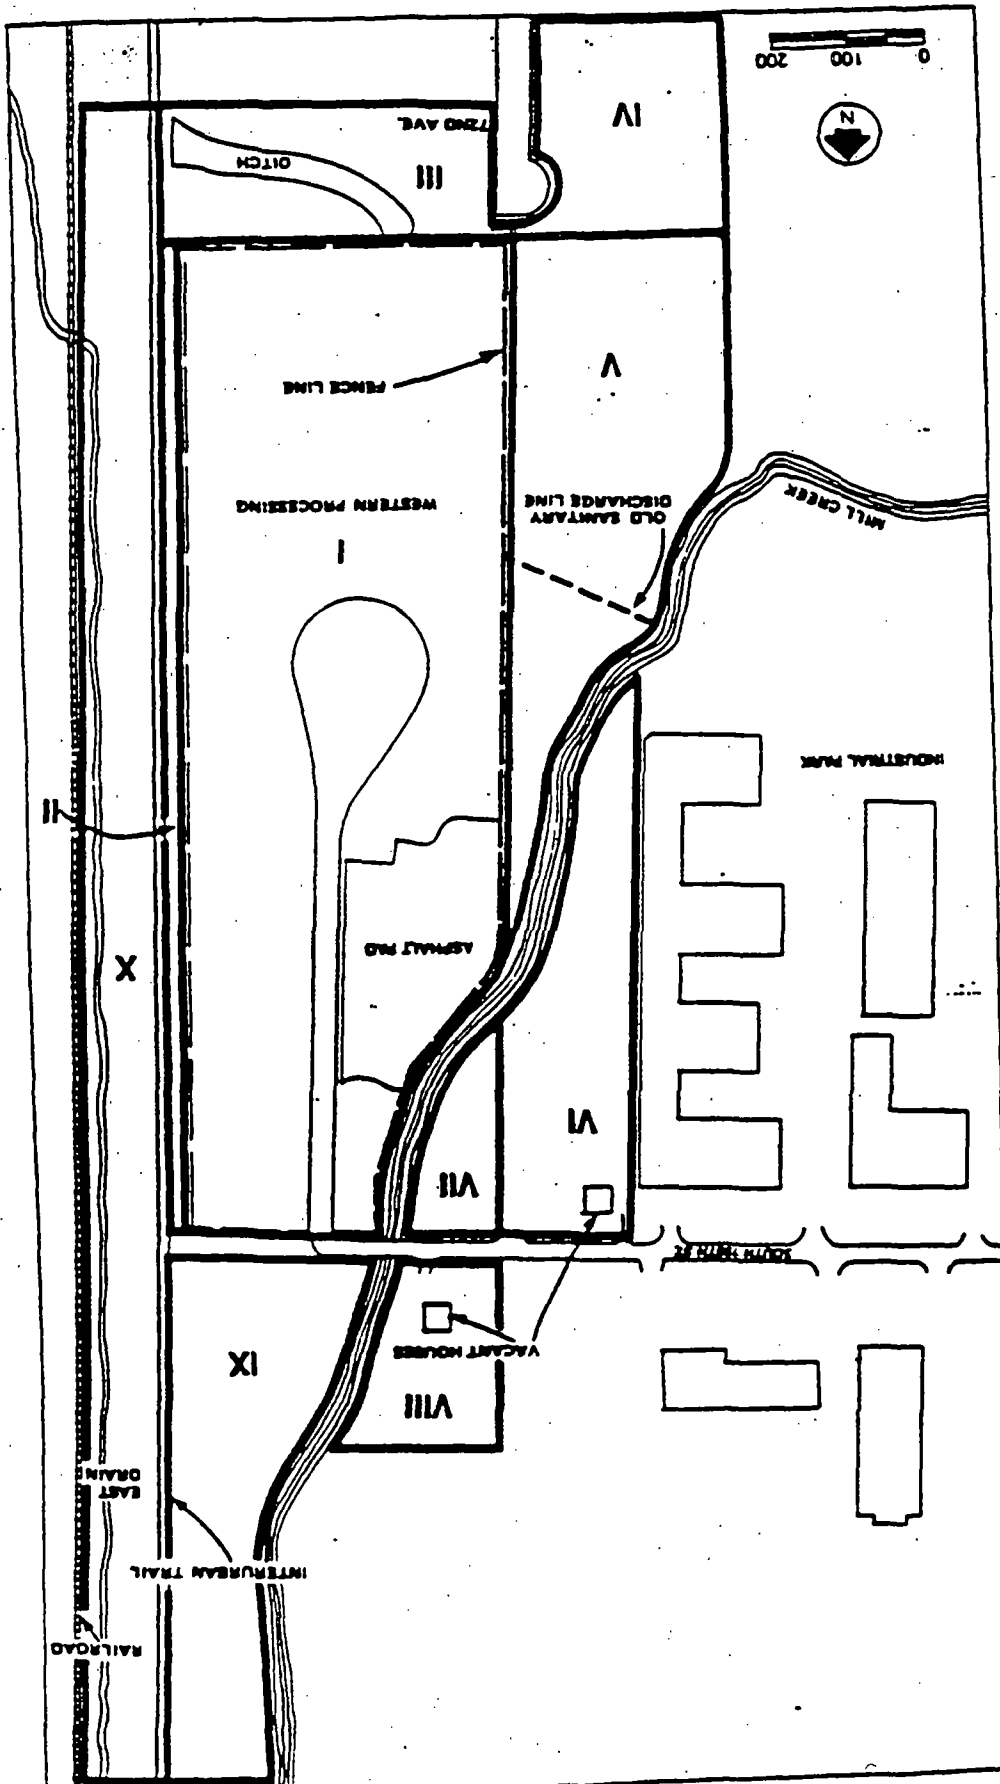 RAILROAD
INTERURBAN TRAIL
EAST
DRAIN
VIII
VACANT HOUSES
IX
VII
VI
X
ASPHALT PAD
II
INDUSTRIAL PARK
I
WESTERN PROCESSING
OLD SANITARY
DISCHARGE LINE
MILL CREEK
FENCE LINE
V
III
DITCH
72ND AVE.
IV
N
0 100 200